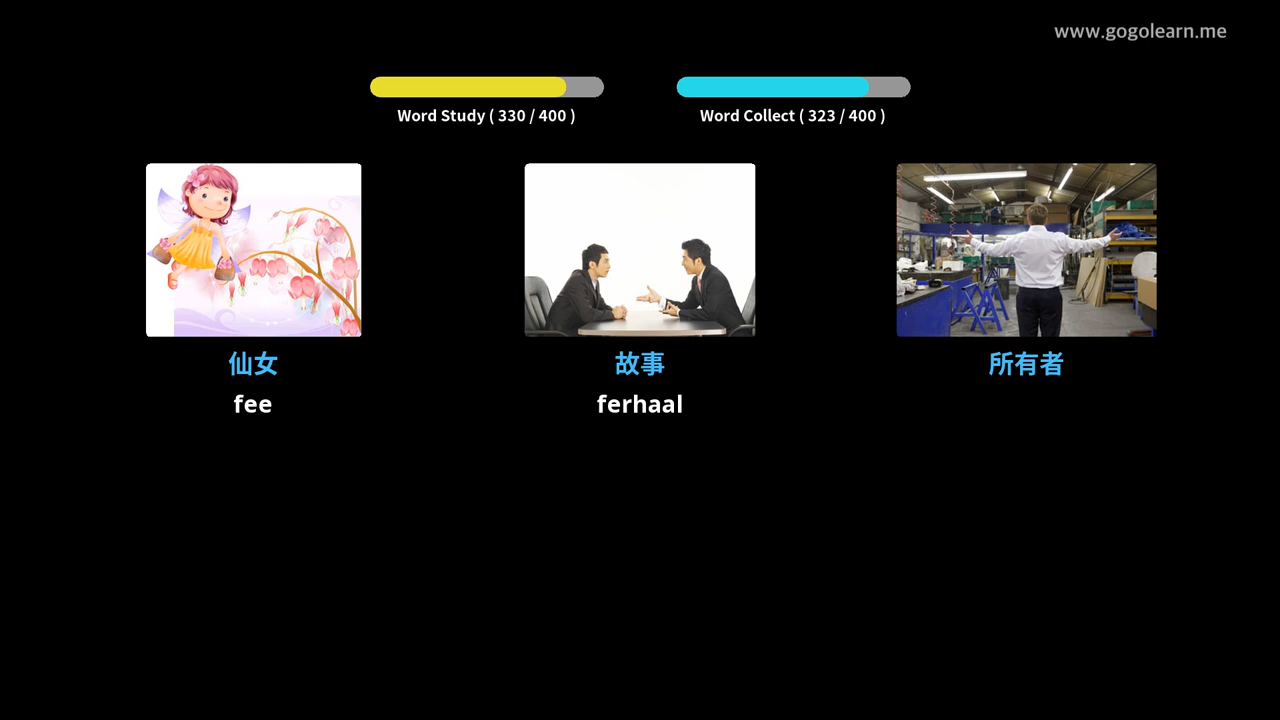 www.gogolearn.me
Word Study ( 330 / 400 )
Word Collect ( 323 / 400 )
仙女
故事
所有者
fee
ferhaal